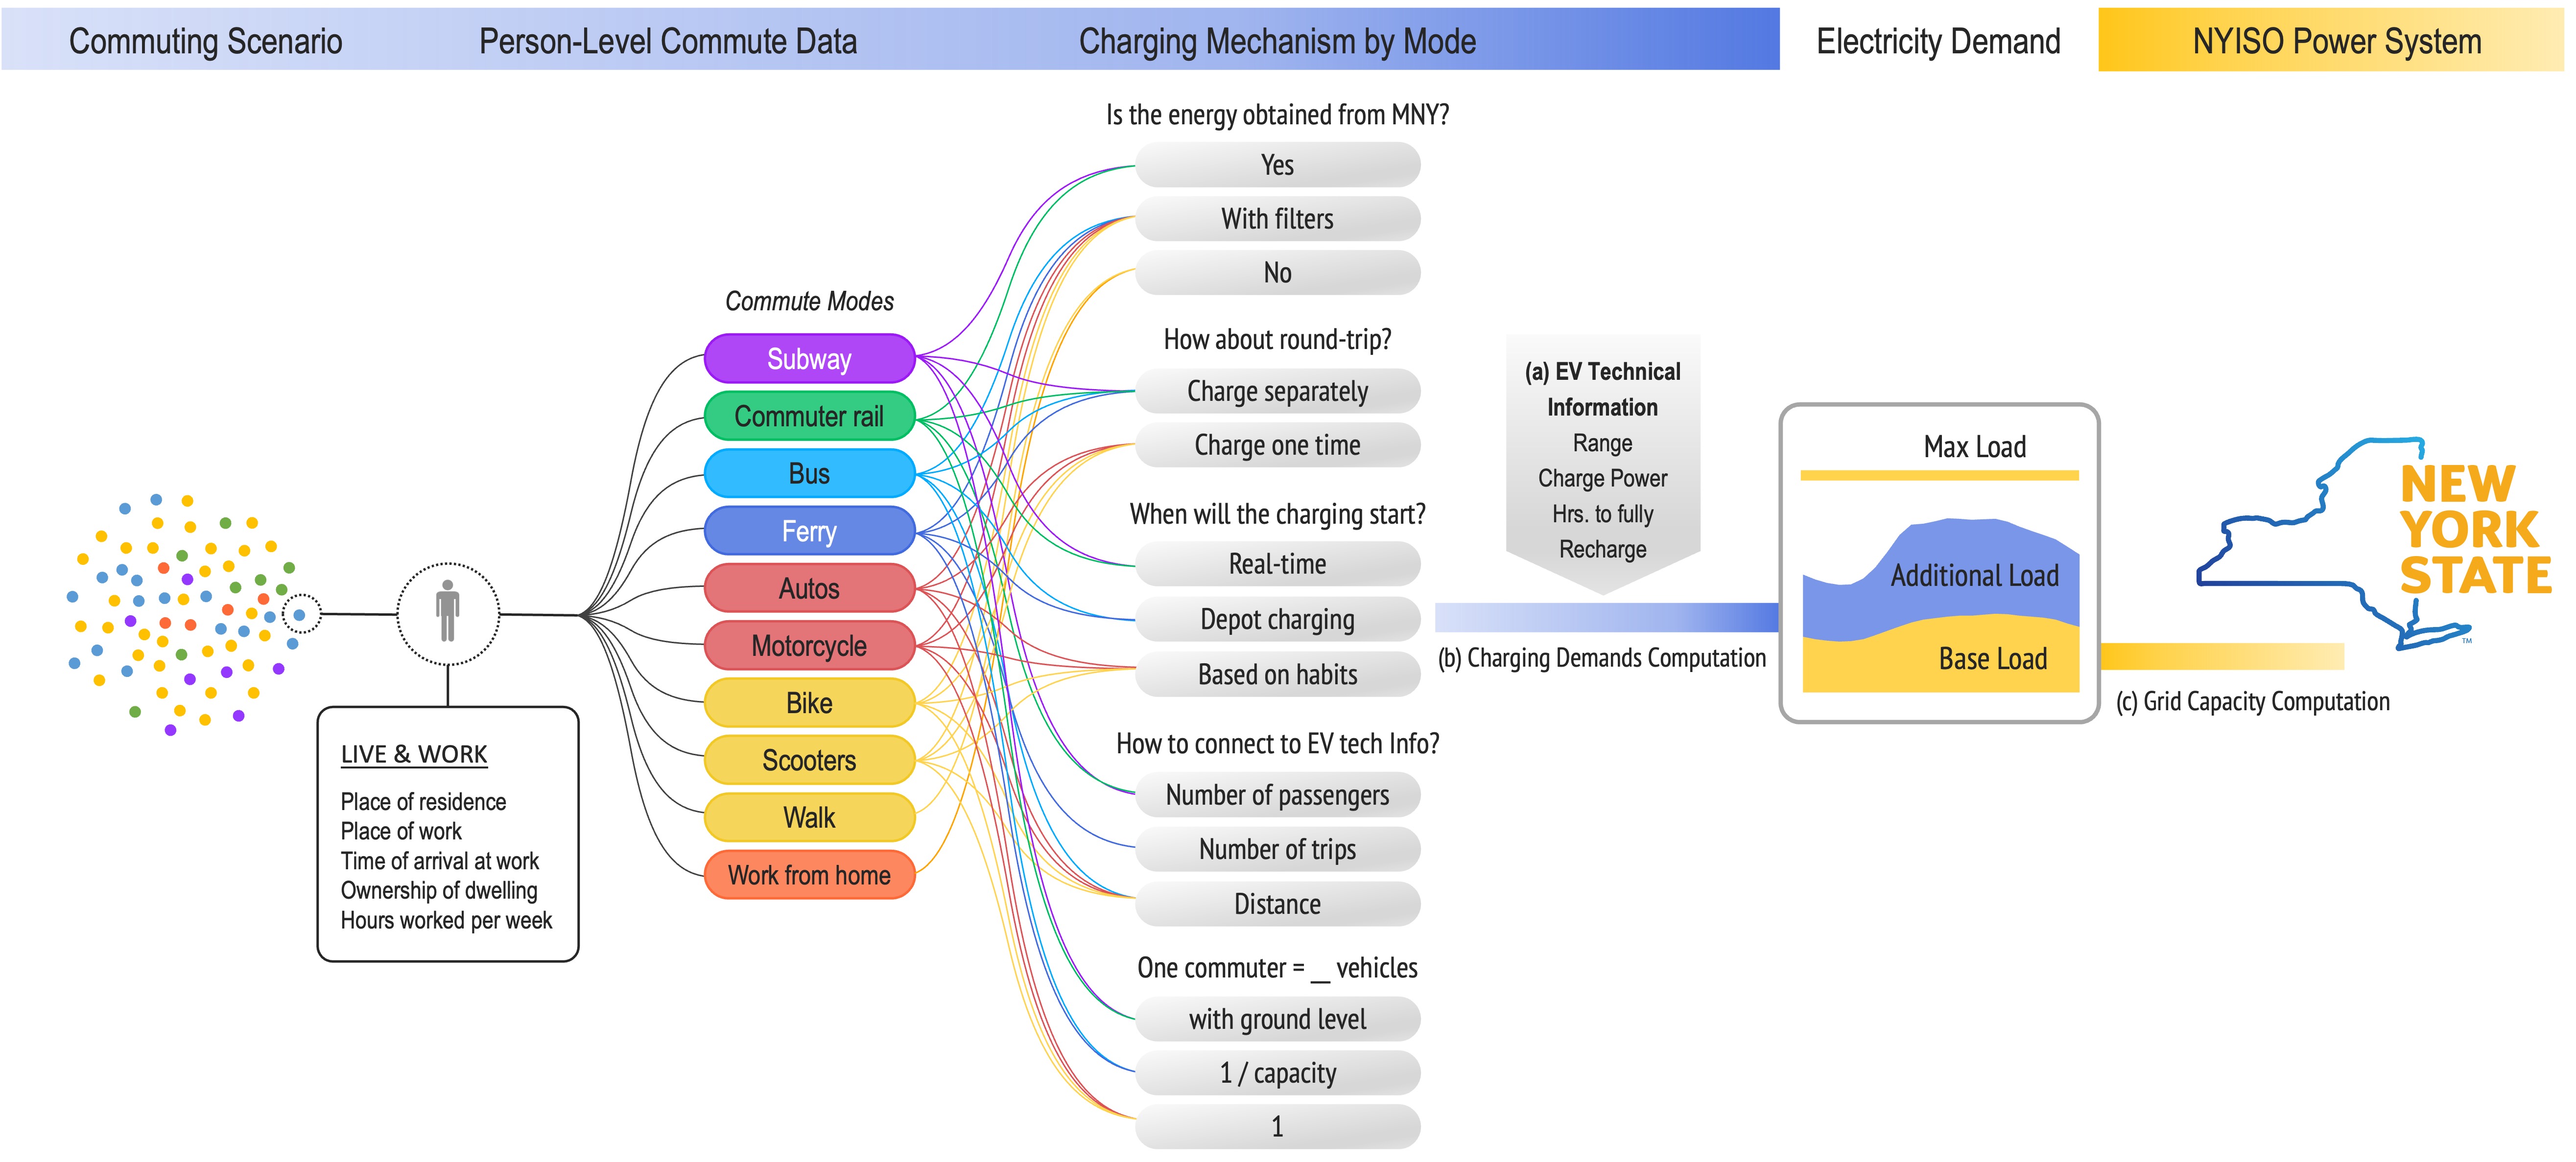 Commuting Scenario
Person-Level Commute Data
Charging Mechanism by Mode
Electricity Demand
NYISO Power System
LIVE & WORK
Place of residence
Place of work
Time of arrival at work
Ownership of dwelling
Hours worked per week
Commute Modes
Subway
Commuter rail
Bus
Ferry
Autos
Motorcycle
Bike
Scooters
Walk
Work from home
Is the energy obtained from MNY?
Yes
With filters
No
How about round-trip?
Charge separately
Charge one time
When will the charging start?
Real-time
Depot charging
Based on habits
How to connect to EV tech Info?
Number of passengers
Number of trips
Distance
One commuter = __ vehicles
with ground level
1 / capacity
1
(a) EV Technical
Information
Range
Charge Power
Hrs. to fully
Recharge
(b) Charging Demands Computation
Max Load
Additional Load
Base Load
(c) Grid Capacity Computation
NEW
YORK
STATE
TM